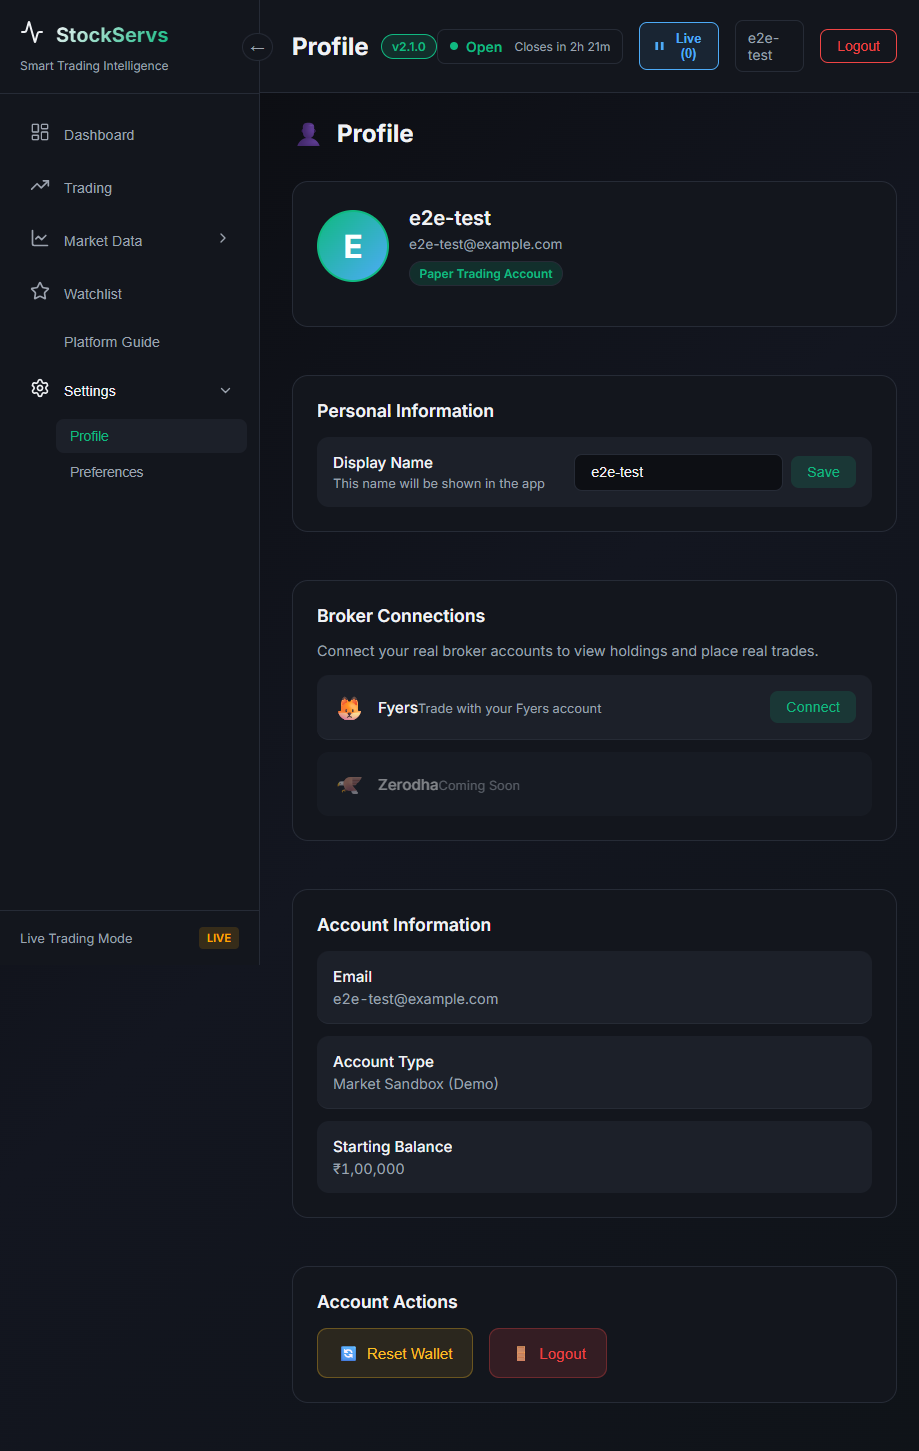 StockServs
Smart Trading Intelligence
←
Dashboard
Trading
Market Data
Watchlist
Platform Guide
Settings
Profile
Preferences
Live Trading Mode
LIVE
Profile
v2.1.0
Open
Closes in 2h 21m
Live
(0)
e2e-
test
Logout
Profile
E
e2e-test
e2e-test@example.com
Paper Trading Account
Personal Information
Display Name
This name will be shown in the app
e2e-test
Save
Broker Connections
Connect your real broker accounts to view holdings and place real trades.
FyersTrade with your Fyers account
Connect
ZerodhaComing Soon
Account Information
Email
e2e-test@example.com
Account Type
Market Sandbox (Demo)
Starting Balance
₹1,00,000
Account Actions
Reset Wallet
Logout